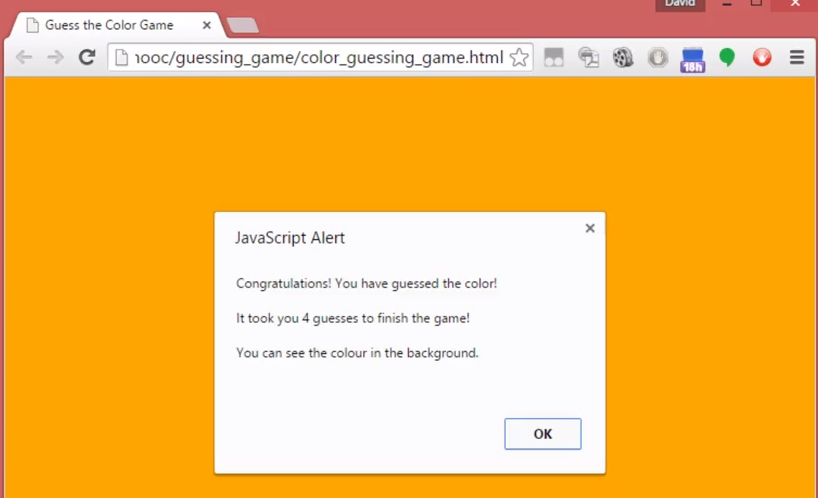 David
Guess the Color Game
nooc/guessing_game/color_guessing_game.html
18h
JavaScript Alert
Congratulations! You have guessed the color!
It took you 4 guesses to finish the game!
You can see the colour in the background.
OK